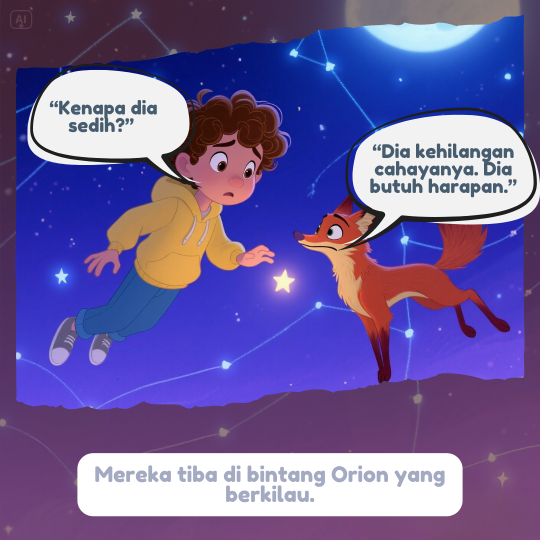 AI
“Kenapa dia
sedih?”
“Dia kehilangan
cahayanya. Dia
butuh harapan.”
Mereka tiba di bintang Orion yang
berkilau.